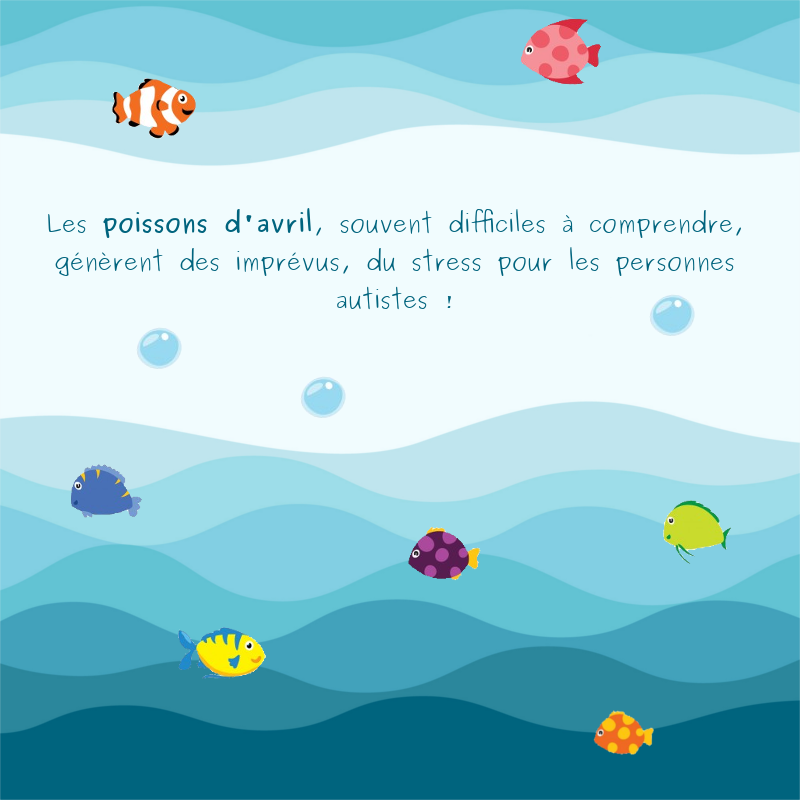 Les poissons d'avril, souvent difficiles à comprendre,
génèrent des imprévus, du stress pour les personnes
autistes !